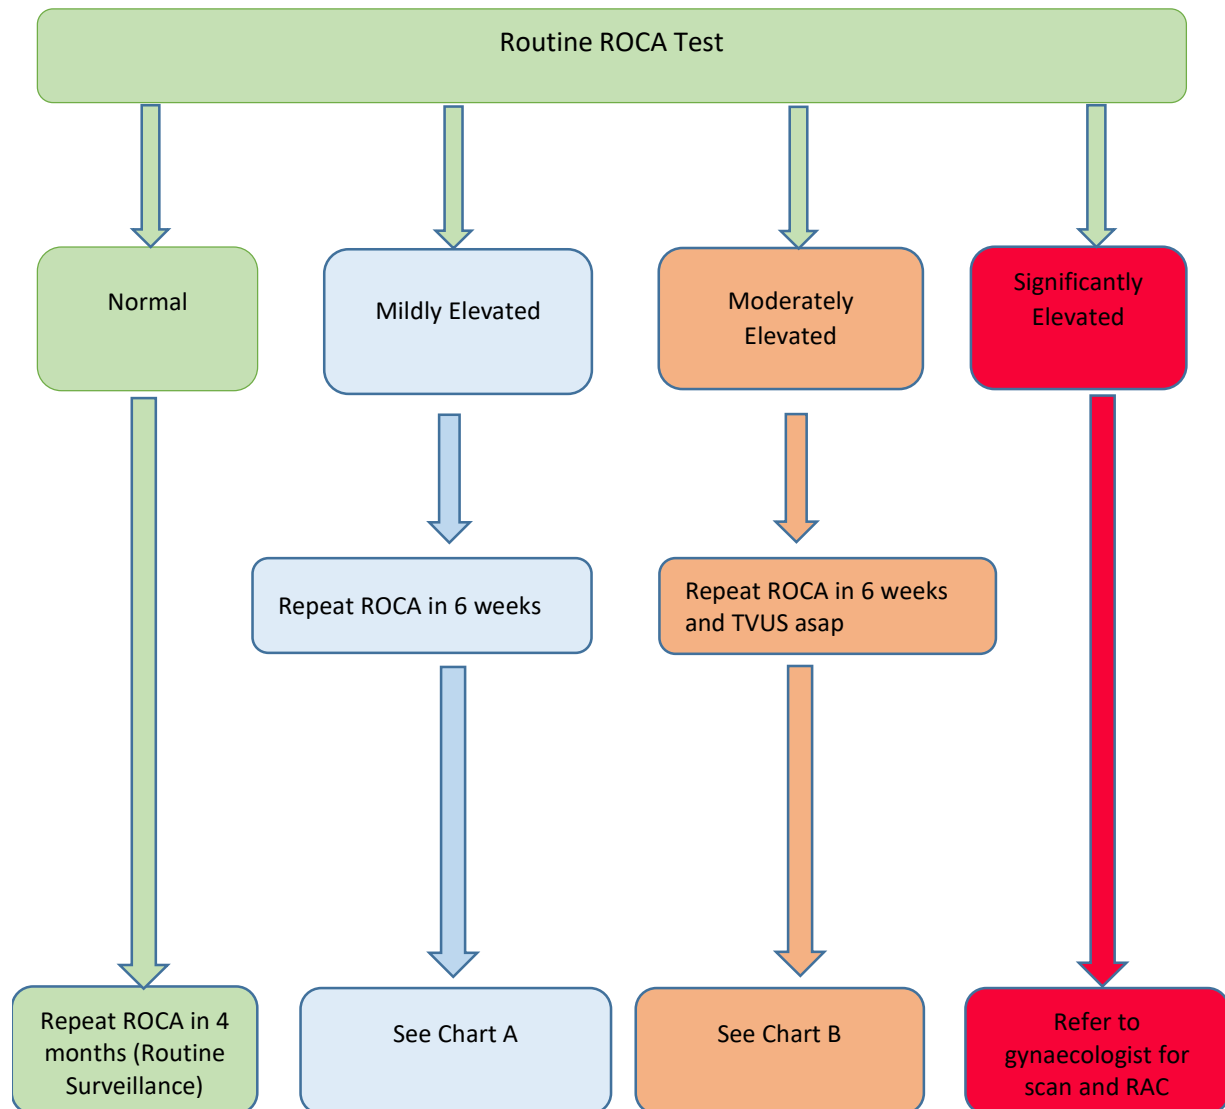 Routine ROCA Test
Normal
Mildly Elevated
Moderately
Elevated
Significantly
Elevated
Repeat ROCA in 6 weeks
Repeat ROCA in 6 weeks
and TVUS asap
Repeat ROCA in 4
months (Routine
Surveillance)
See Chart A
See Chart B
Refer to
gynaecologist for
scan and RAC